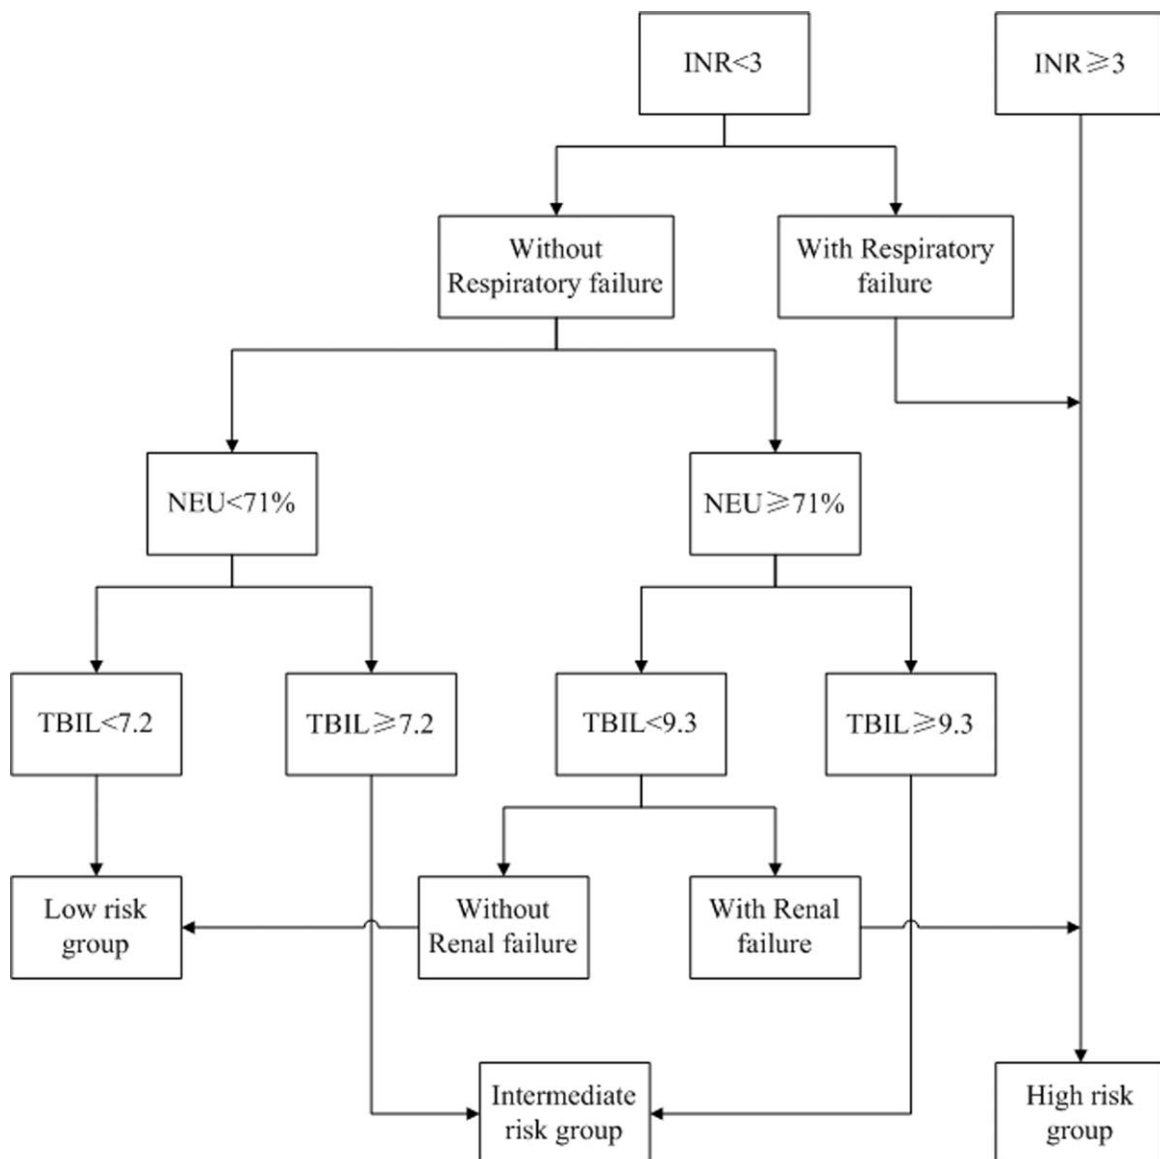 INR<3
INR≥3
Without
Respiratory failure
With Respiratory
failure
NEU<71%
NEU≥71%
TBIL<7.2
TBIL≥7.2
TBIL<9.3
TBIL≥9.3
Low risk
group
Without
Renal failure
With Renal
failure
Intermediate
risk group
High risk
group